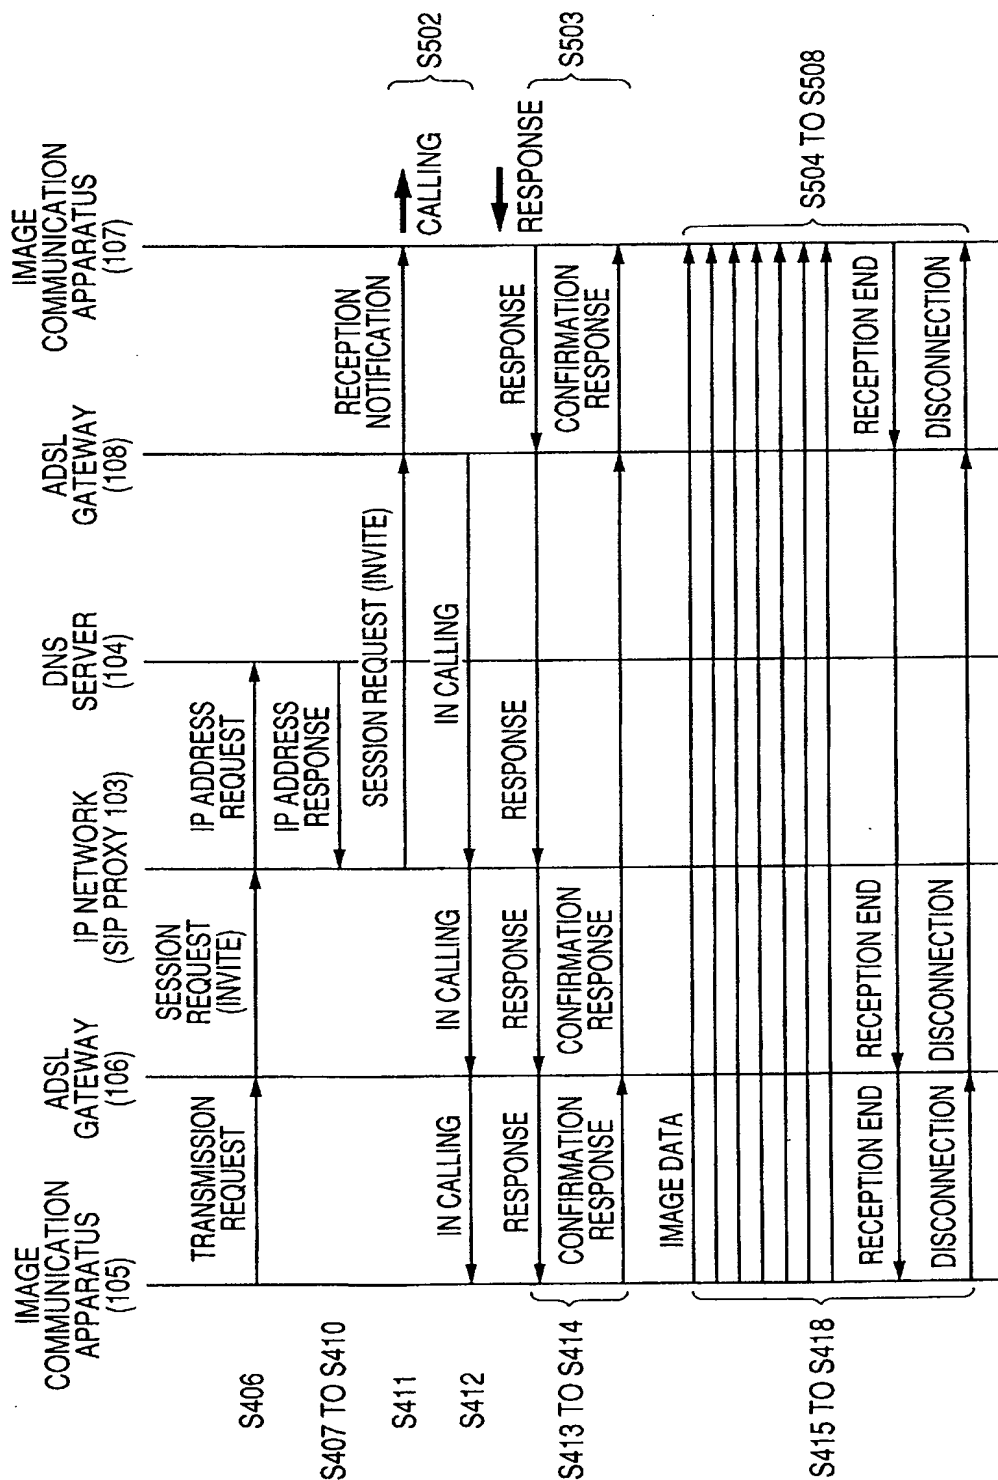 IMAGE
COMMUNICATION
APPARATUS
(105)
ADSL
GATEWAY
(106)
IP NETWORK
(SIP PROXY 103)
DNS
SERVER
(104)
ADSL
GATEWAY
(108)
IMAGE
COMMUNICATION
APPARATUS
(107)
S406
TRANSMISSION
REQUEST
SESSION
REQUEST
(INVITE)
IP ADDRESS
REQUEST
S407 TO S410
IP ADDRESS
RESPONSE
S411
SESSION REQUEST (INVITE)
RECEPTION
NOTIFICATION
CALLING
S502
S412
IN CALLING
IN CALLING
IN CALLING
S413 TO S414
RESPONSE
RESPONSE
RESPONSE
RESPONSE
RESPONSE
S503
CONFIRMATION
RESPONSE
CONFIRMATION
RESPONSE
CONFIRMATION
RESPONSE
IMAGE DATA
S415 TO S418
S504 TO S508
RECEPTION END
RECEPTION END
RECEPTION END
DISCONNECTION
DISCONNECTION
DISCONNECTION